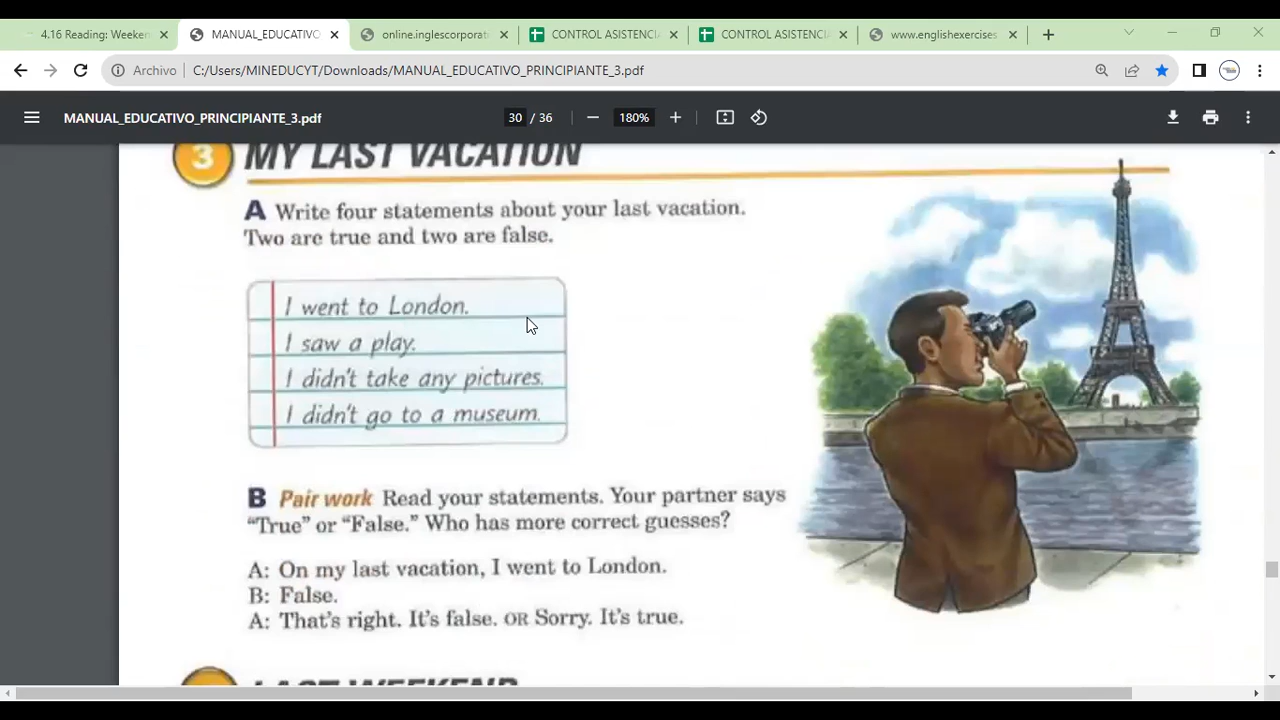 4.16 Reading: Weeken
MANUAL_EDUCATIVO
online.inglescorporat
CONTROL ASISTENCIA
CONTROL ASISTENCIA
www.englishexercises
Archivo
C:/Users/MINEDUCYT/Downloads/MANUAL_EDUCATIVO_PRINCIPIANTE_3.pdf
MANUAL_EDUCATIVO_PRINCIPIANTE_3.pdf
30 / 36
180%
3 MY LAST VACATION
A Write four statements about your last vacation.
Two are true and two are false.
I went to London.
I saw a play.
I didn't take any pictures.
I didn't go to a museum.
B Pair work Read your statements. Your partner says
"True" or "False." Who has more correct guesses?
A: On my last vacation, I went to London.
B: False.
A: That's right. It's false. OR Sorry. It's true.
LAST WEEKEND